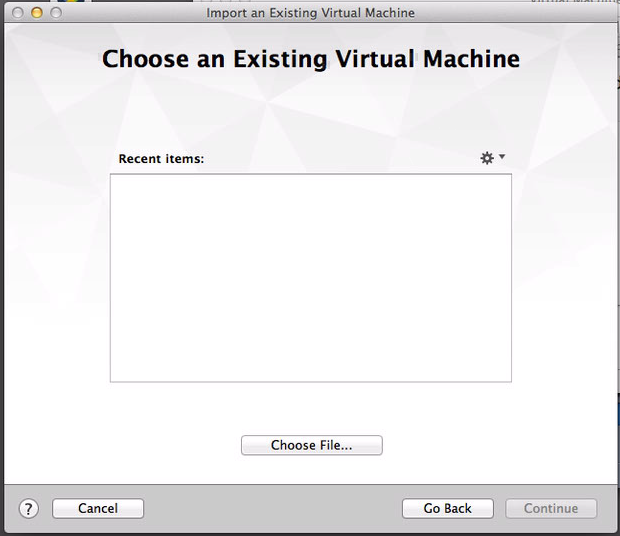 Import an Existing Virtual Machine
Choose an Existing Virtual Machine
Recent items:
Choose File...
?
Cancel
Go Back
Continue